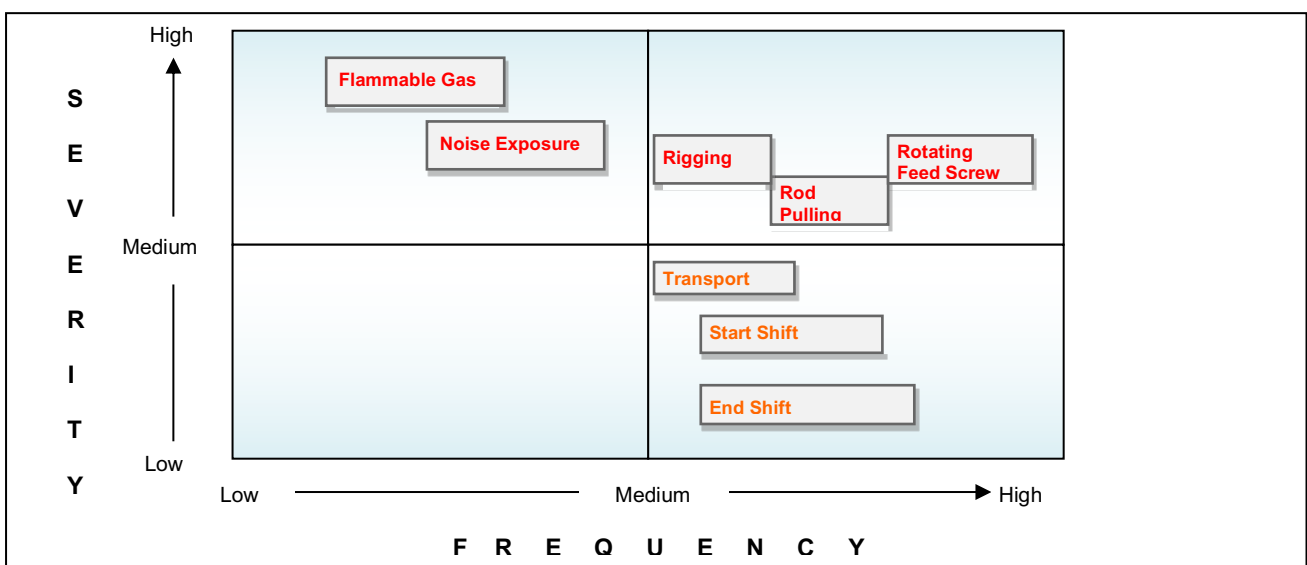 High
Flammable Gas
S
E
V
E
R
I
T
Y
Noise Exposure
Rigging
Rotating
Feed Screw
Rod
Pulling
Medium
Transport
Start Shift
End Shift
Low
Low
Medium
High
F R E Q U E N C Y